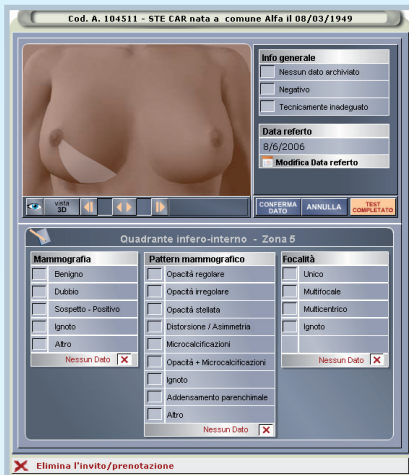 Cod. A. 104511 - STE CAR nata a comune Alfa il 08/03/1949
Info generale
Nessun dato archiviato
Negativo
Tecnicamente inadeguato
Data referto
8/6/2006
Modifica Data referto
vista
3D
CONFERMA
DATO
ANNULLA
TEST
COMPLETATO
Quadrante infero-interno - Zona 5
Mammografia
Benigno
Dubbio
Sospetto - Positivo
Ignoto
Altro
Nessun Dato
Pattern mammografico
Opacità regolare
Opacità irregolare
Opacità stellata
Distorsione / Asimmetria
Microcalcificazioni
Opacità + Microcalcificazioni
Ignoto
Addensamento parenchimale
Altro
Nessun Dato
Focalità
Unico
Multifocale
Multicentrico
Ignoto
Nessun Dato
Elimina l'invito/prenotazione